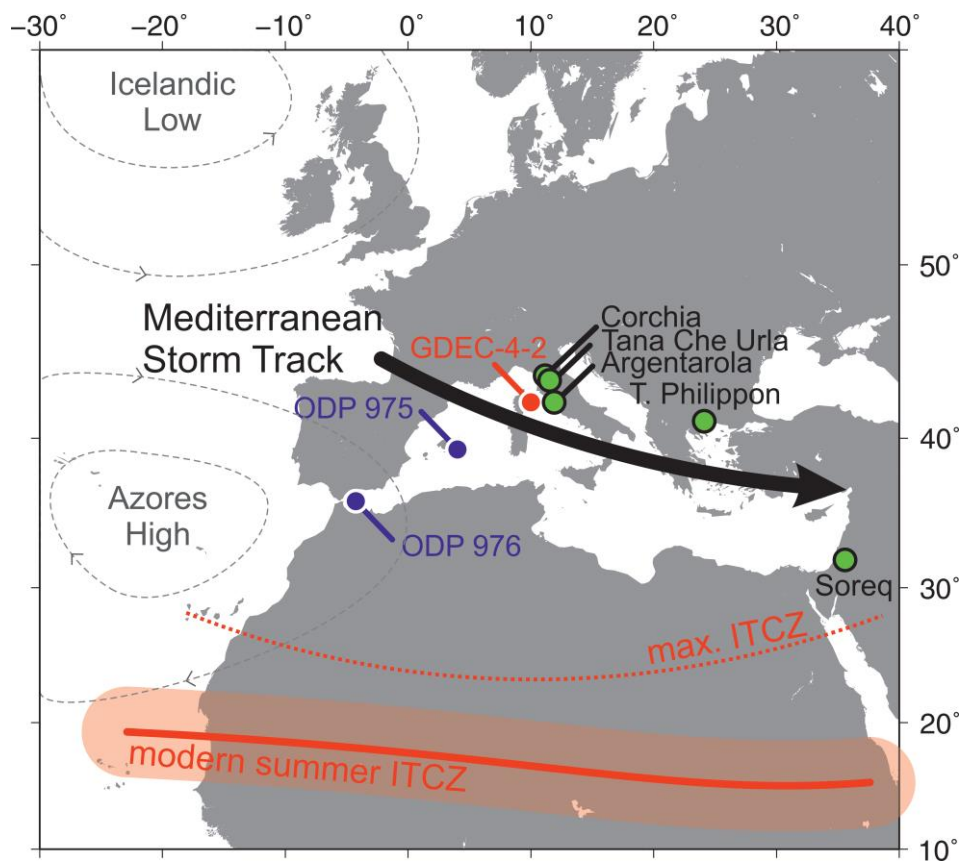 −30˚ −20˚ −10˚ 0˚ 10˚ 20˚ 30˚ 40˚
Icelandic
Low
50˚
Mediterranean
Storm Track
GDEC-4-2
Corchia
Tana Che Urla
Argentarola
T. Philippon
ODP 975
40˚
Azores
High
ODP 976
Soreq
30˚
max. ITCZ
20˚
modern summer ITCZ
10˚